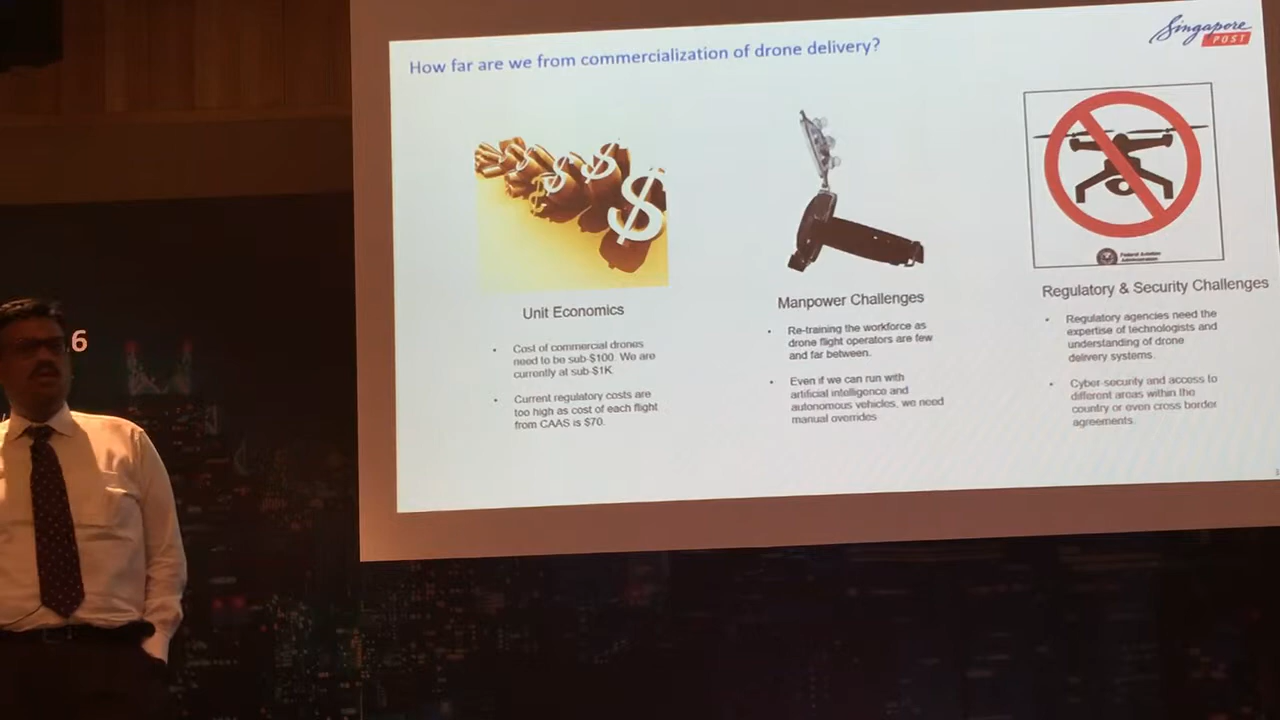 How far are we from commercialization of drone delivery?
Singapore
POST
6
Federal Aviation
Administration
Unit Economics
• Cost of commercial drones
need to be sub-$100. We are
currently at sub-$1K.
• Current regulatory costs are
too high as cost of each flight
from CAAS is $70.
Manpower Challenges
• Re-training the workforce as
drone flight operators are few
and far between.
• Even if we can run with
artificial intelligence and
autonomous vehicles, we need
manual overrides
Regulatory & Security Challenges
• Regulatory agencies need the
expertise of technologists and
understanding of drone
delivery systems.
• Cyber-security and access to
different areas within the
country or even cross border
agreements.